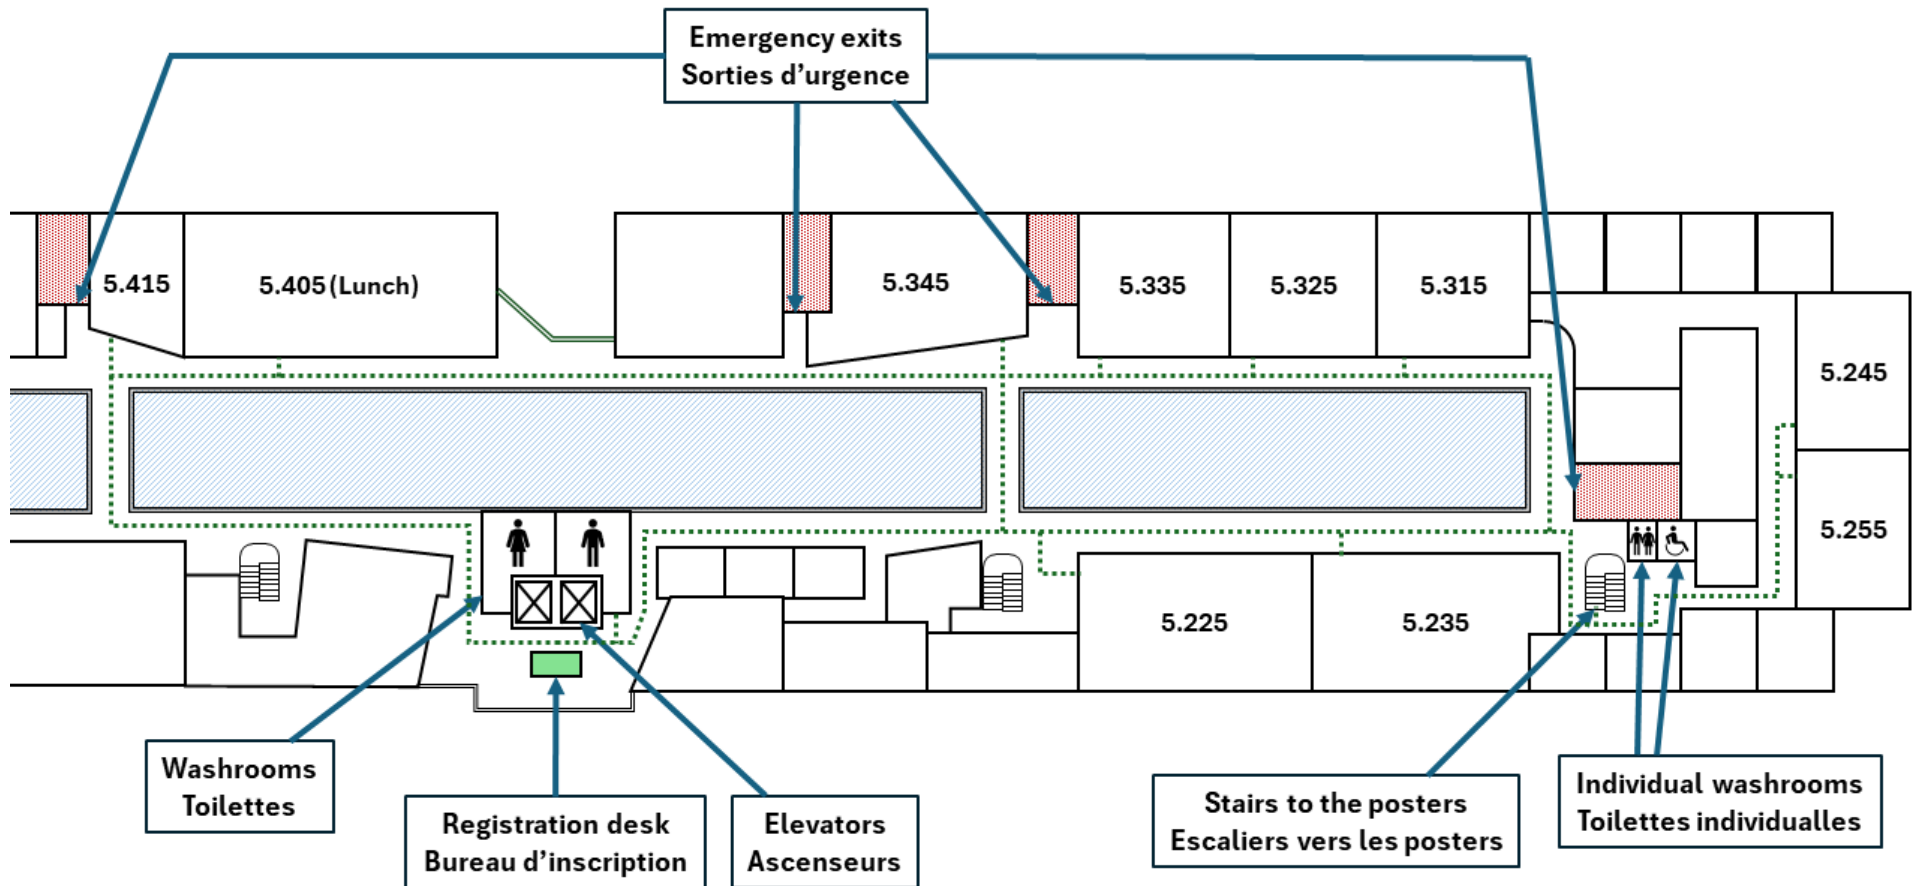 Emergency exits
Sorties d'urgence
5.415
5.405 (Lunch)
5.345
5.335
5.325
5.315
5.245
5.255
5.225
5.235
Washrooms
Toilettes
Registration desk
Bureau d'inscription
Elevators
Ascenseurs
Stairs to the posters
Escaliers vers les posters
Individual washrooms
Toilettes individualles